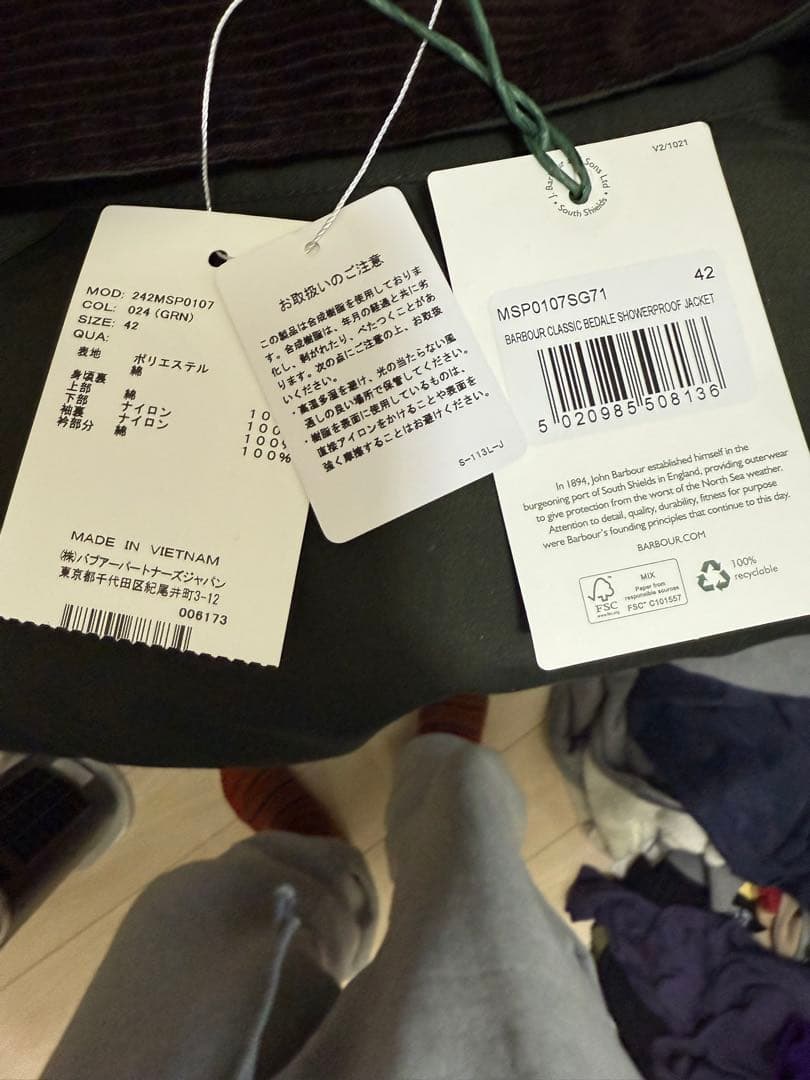 MOD: 242MSP0107
COL: 024(GRN)
SIZE: 42
QUA:
表地 ポリエステル
綿
身頃裏
上部 綿
下部 ナイロン
袖裏 ナイロン
衿部分 綿
100%
100%
MADE IN VIETNAM
(株)バブアーパートナーズジャパン
東京都千代田区紀尾井町3-12
006173
お取扱いのご注意
この製品は合成樹脂を使用しておりま
す。合成樹脂は、年月の経過と共に劣
化し、剥がれたり、べたつくことがあ
ります。次の点にご注意の上、お取扱
いください。
・高温多湿を避け、光の当たらない風
通しの良い場所で保管してください。
・樹脂を表面に使用しているものは、
直接アイロンをかけることや表面を
強く摩擦することはお避けください。
S-113L-J
V2/1021
Sons Ltd
South Shields
42
MSP0107SG71
BARBOUR CLASSIC BEDALE SHOWERPROOF JACKET
5 020985 508136
In 1894, John Barbour established himself in the
burgeoning port of South Shields in England, providing outerwear
to give protection from the worst of the North Sea weather.
Attention to detail, quality, durability, fitness for purpose
were Barbour's founding principles that continue to this day.
BARBOUR.COM
FSC
www.fsc.org
MIX
Paper from
responsible sources
FSC® C101557
100%
recyclable